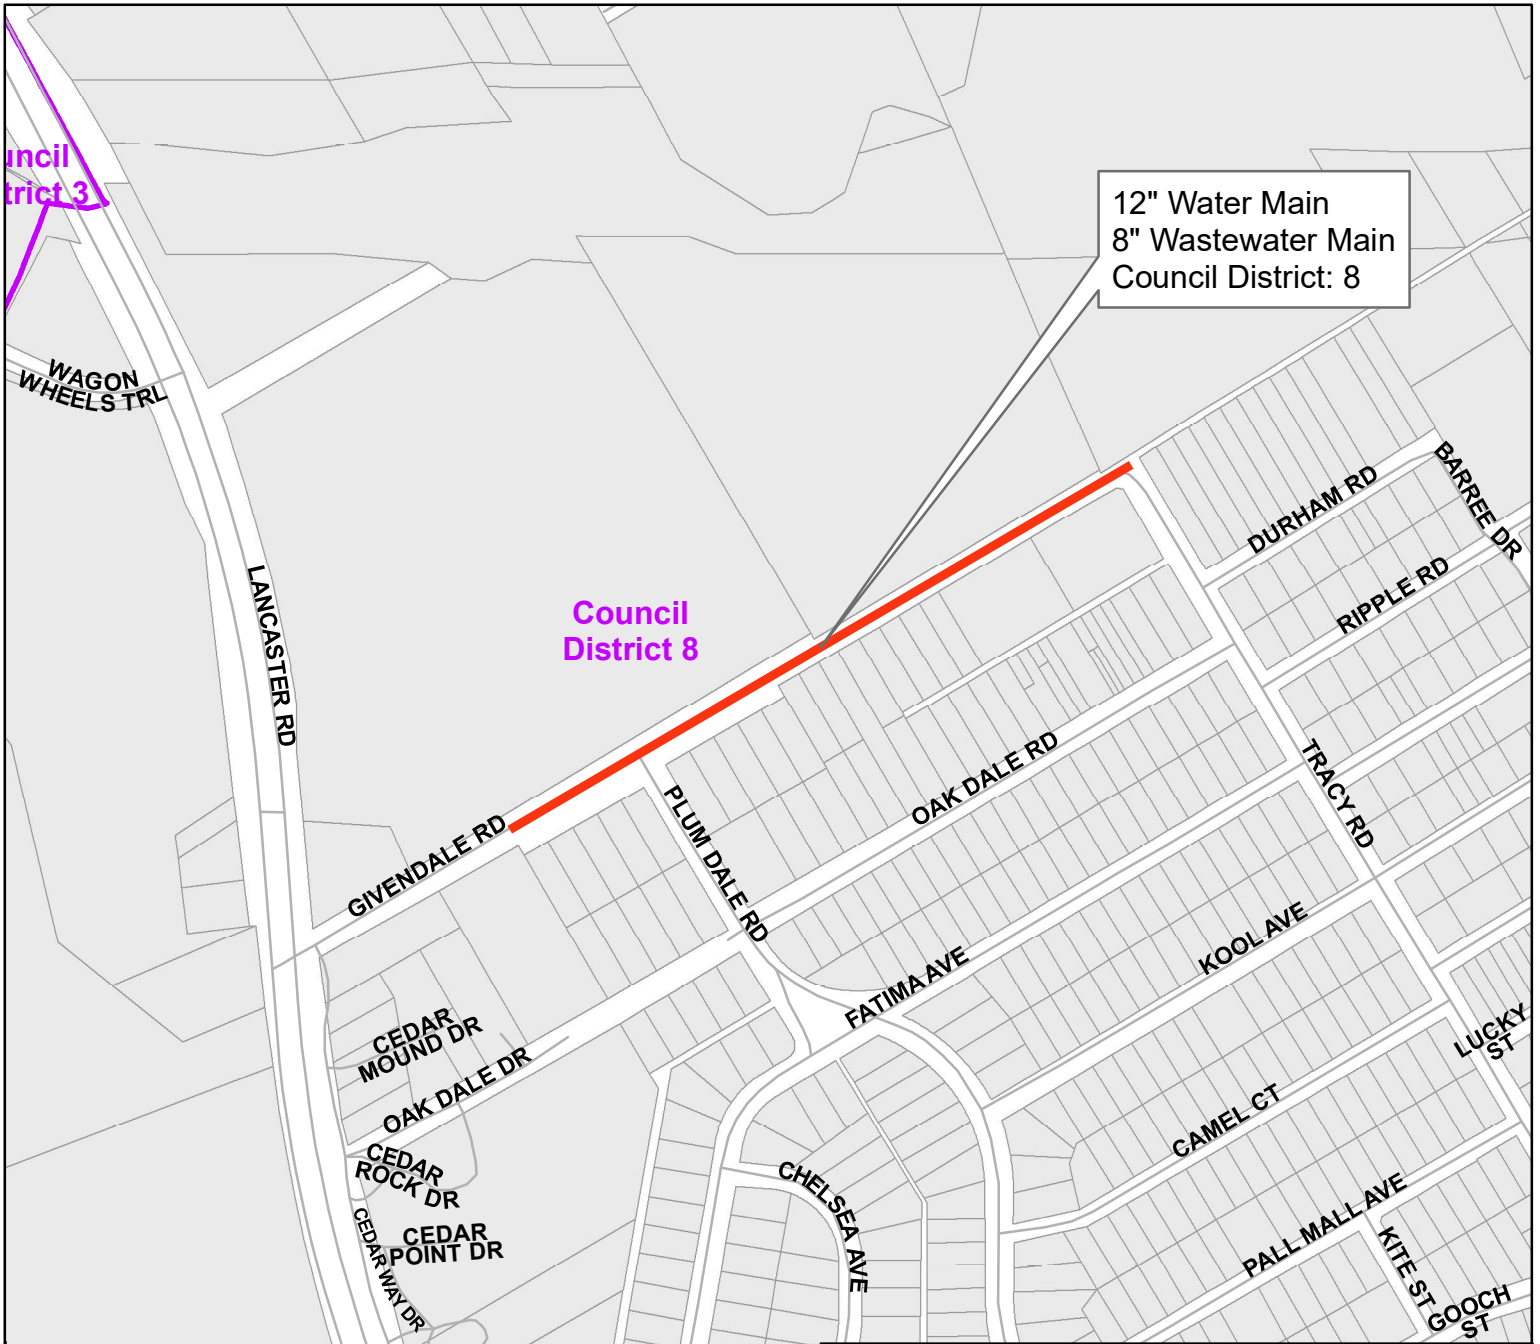 uncil
trict 3
12" Water Main
8" Wastewater Main
Council District: 8
WAGON
WHEELS TRL
LANCASTER RD
Council
District 8
DURHAM RD
BARREE DR
RIPPLE RD
GIVENDALE RD
PLUM DALE RD
OAK DALE RD
TRACY RD
FATIMA AVE
KOOL AVE
CEDAR
MOUND DR
OAK DALE DR
LUCKY
ST
CEDAR
ROCK DR
CAMEL CT
CHELSEA AVE
CEDAR WAY DR
CEDAR
POINT DR
PALL MALL AVE
KITE ST
GOOCH
ST